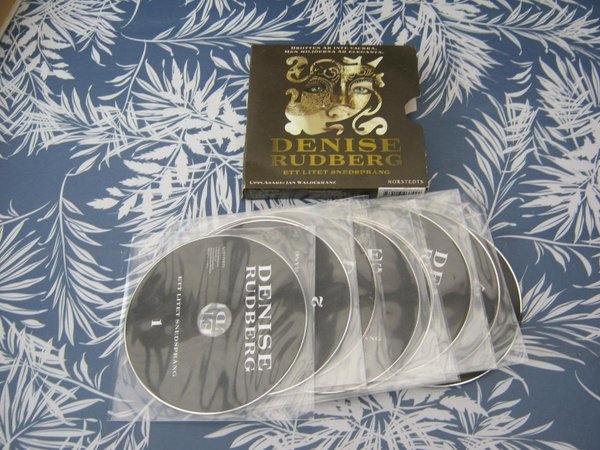 BROTTEN ÄR INTE VACKRA,
MEN MILJÖERNA ÄR ELEGANTA.
DENISE
RUDBERG
ETT LITET SNEDSPRÅNG
UPPLÄSARE: JAN WALDEKRANZ
NORSTEDTS
DENISE
RUDBERG
ETT LITET SNEDSPRÅNG
1
2